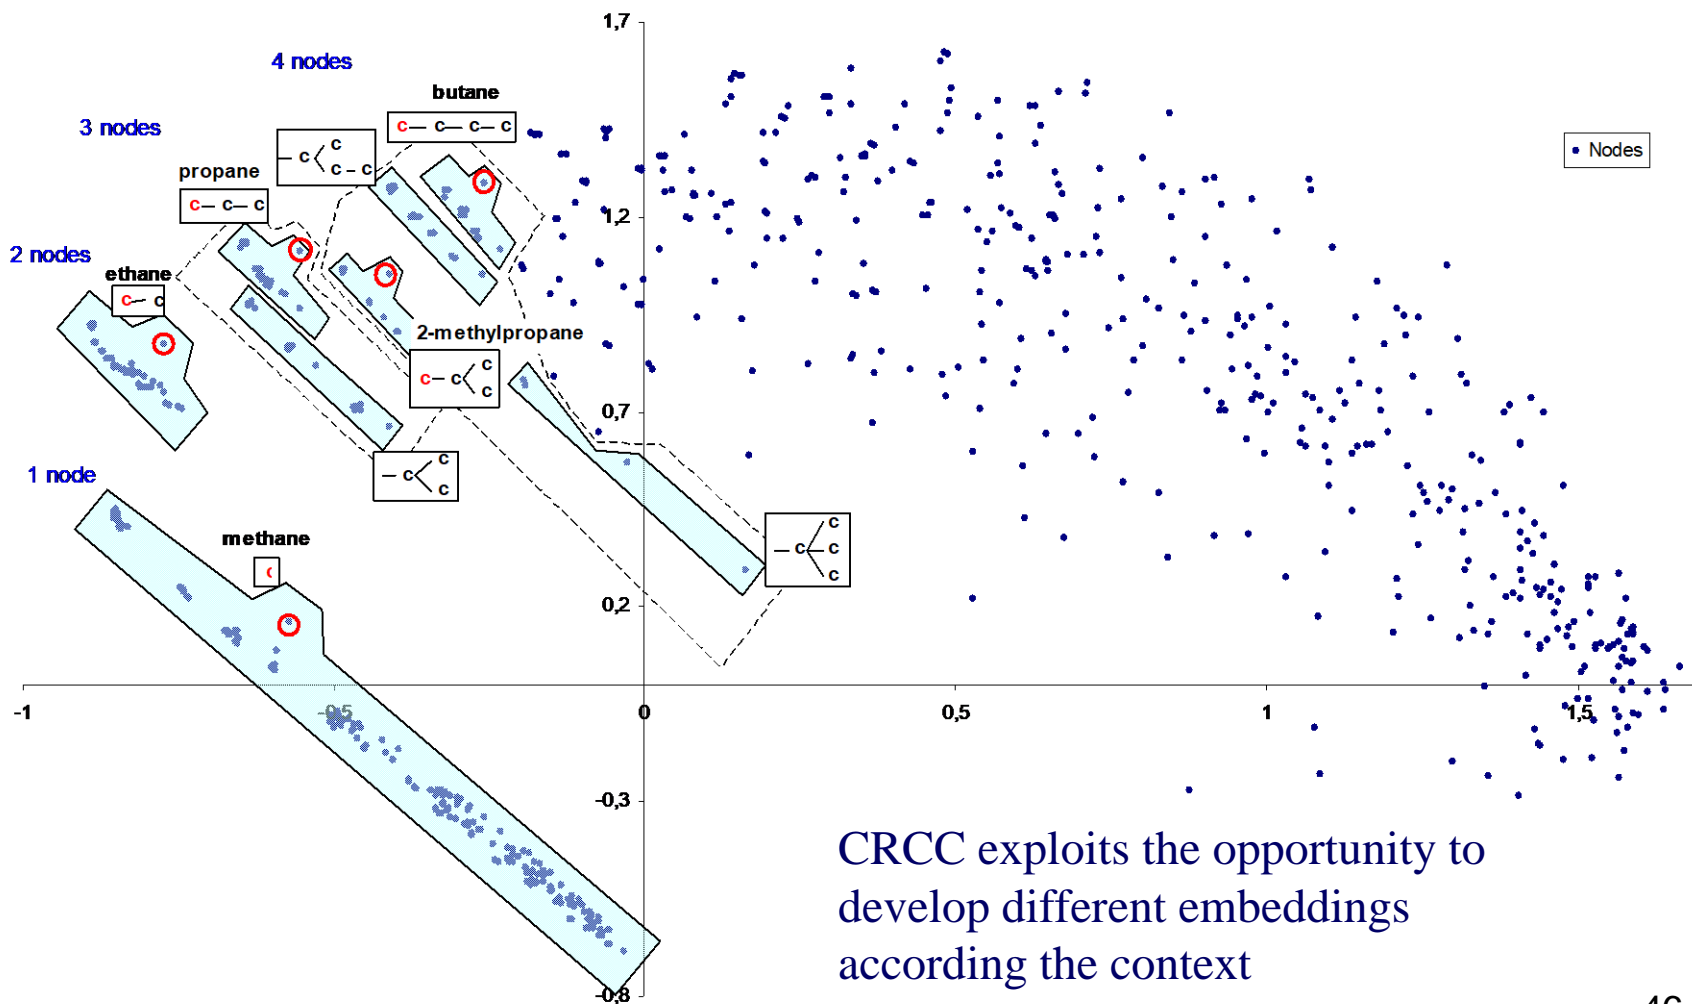 1,7
4 nodes
butane
C – C – C – C
3 nodes
– C
C
C – C
Nodes
propane
C – C – C
1,2
2 nodes
ethane
C – C
2-methylpropane
C – C
C
C
0,7
– C
C
C
1 node
– C –
C
C
C
methane
C
0,2
-1
-0,5
0
0,5
1
1,5
-0,3
CRCC exploits the opportunity to
develop different embeddings
according the context
-0,8